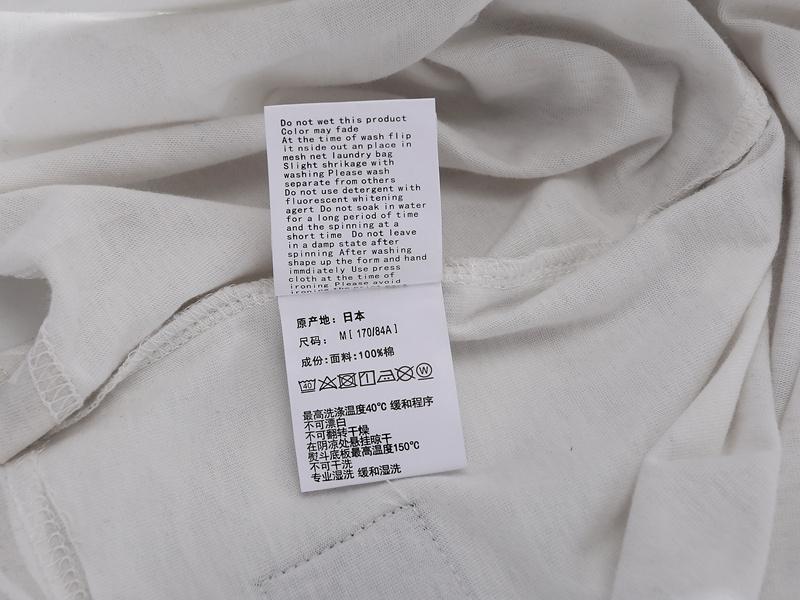 Do not wet this product
Color may fade
At the time of wash flip
it nside out an place in
mesh net laundry bag
Slight shrikage with
washing Please wash
separate from others
Do not use detergent with
fluorescent whitening
agert Do not soak in water
for a long period of time
and the spinning at a
short time Do not leave
in a damp state after
spinning After washing
shape up the form and hand
immdiately Use press
cloth at the time of
ironing Please avoid
原产地：日本
尺码： M[ 170/84A ]
成份:面料:100%棉
40 W
最高洗涤温度40℃ 缓和程序
不可漂白
不可翻转干燥
在阴凉处悬挂晾干
熨斗底板最高温度150℃
不可干洗
专业湿洗 缓和湿洗